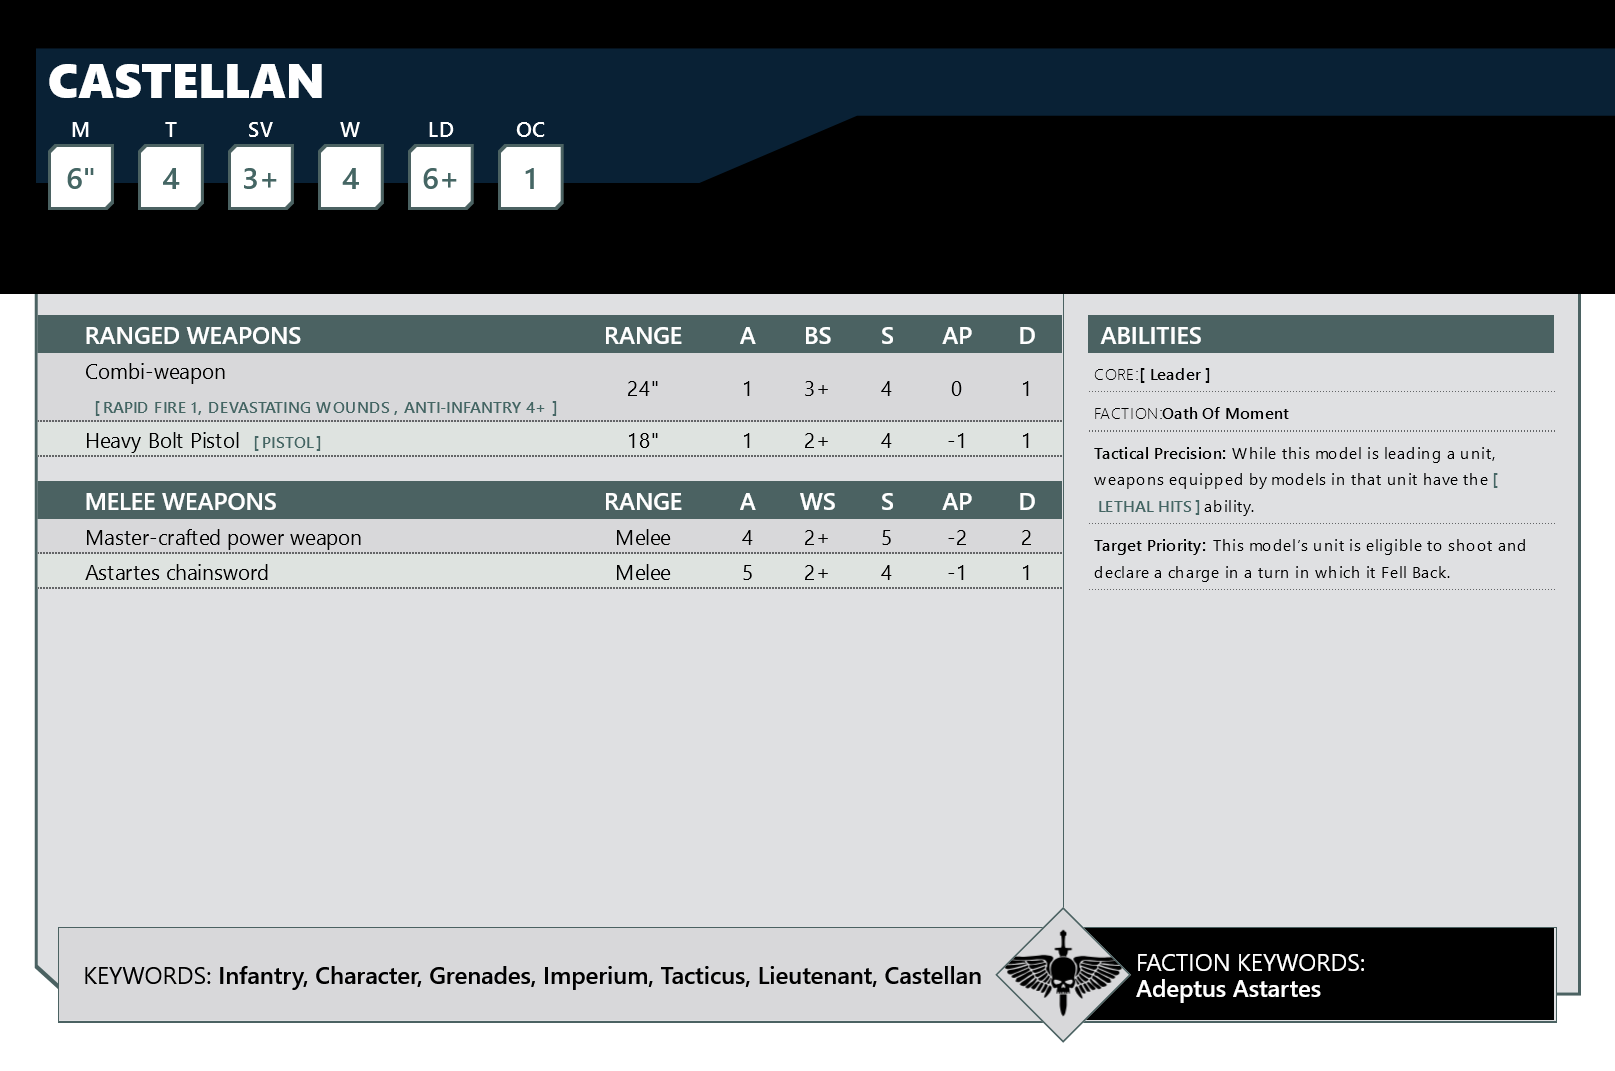 CASTELLAN
M T SV W LD OC
6" 4 3+ 4 6+ 1
RANGED WEAPONS RANGE A BS S AP D
Combi-weapon
24" 1 3+ 4 0 1
[ RAPID FIRE 1, DEVASTATING WOUNDS , ANTI-INFANTRY 4+ ]
Heavy Bolt Pistol [ PISTOL ] 18" 1 2+ 4 -1 1
MELEE WEAPONS RANGE A WS S AP D
Master-crafted power weapon Melee 4 2+ 5 -2 2
Astartes chainsword Melee 5 2+ 4 -1 1
ABILITIES
CORE:[ Leader ]
FACTION:Oath Of Moment
Tactical Precision: While this model is leading a unit,
weapons equipped by models in that unit have the [
LETHAL HITS ] ability.
Target Priority: This model’s unit is eligible to shoot and
declare a charge in a turn in which it Fell Back.
KEYWORDS: Infantry, Character, Grenades, Imperium, Tacticus, Lieutenant, Castellan
FACTION KEYWORDS:
Adeptus Astartes